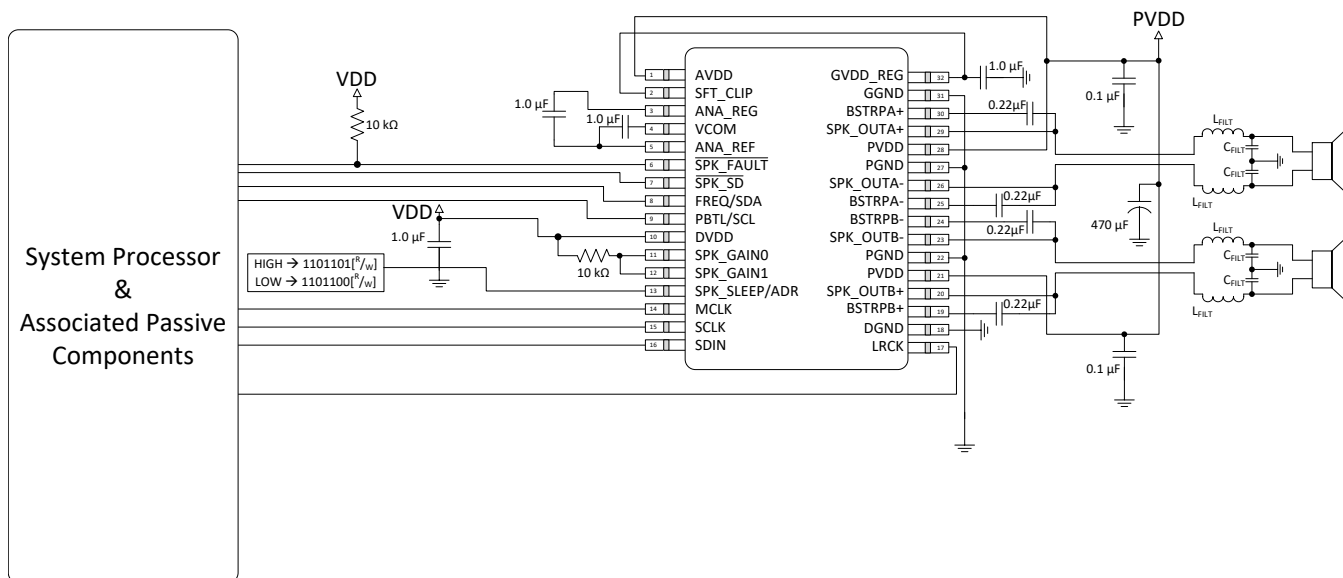 PVDD
VDD
10 kΩ
1.0 µF
1.0 µF
VDD
1.0 µF
10 kΩ
HIGH → 1101101[R/W]
LOW → 1101100[R/W]
System Processor
&
Associated Passive
Components
1 AVDD
2 SFT_CLIP
3 ANA_REG
4 VCOM
5 ANA_REF
6 SPK_FAULT
7 SPK_SD
8 FREQ/SDA
9 PBTL/SCL
10 DVDD
11 SPK_GAIN0
12 SPK_GAIN1
13 SPK_SLEEP/ADR
14 MCLK
15 SCLK
16 SDIN
GVDD_REG 32
GGND 31
BSTRPA+ 30
SPK_OUTA+ 29
PVDD 28
PGND 27
SPK_OUTA- 26
BSTRPA- 25
BSTRPB- 24
SPK_OUTB- 23
PGND 22
PVDD 21
SPK_OUTB+ 20
BSTRPB+ 19
DGND 18
LRCK 17
1.0 µF
0.22µF
0.22µF
0.22µF
0.22µF
0.1 µF
470 µF
0.1 µF
LFILT
CFILT
CFILT
LFILT
LFILT
CFILT
CFILT
LFILT